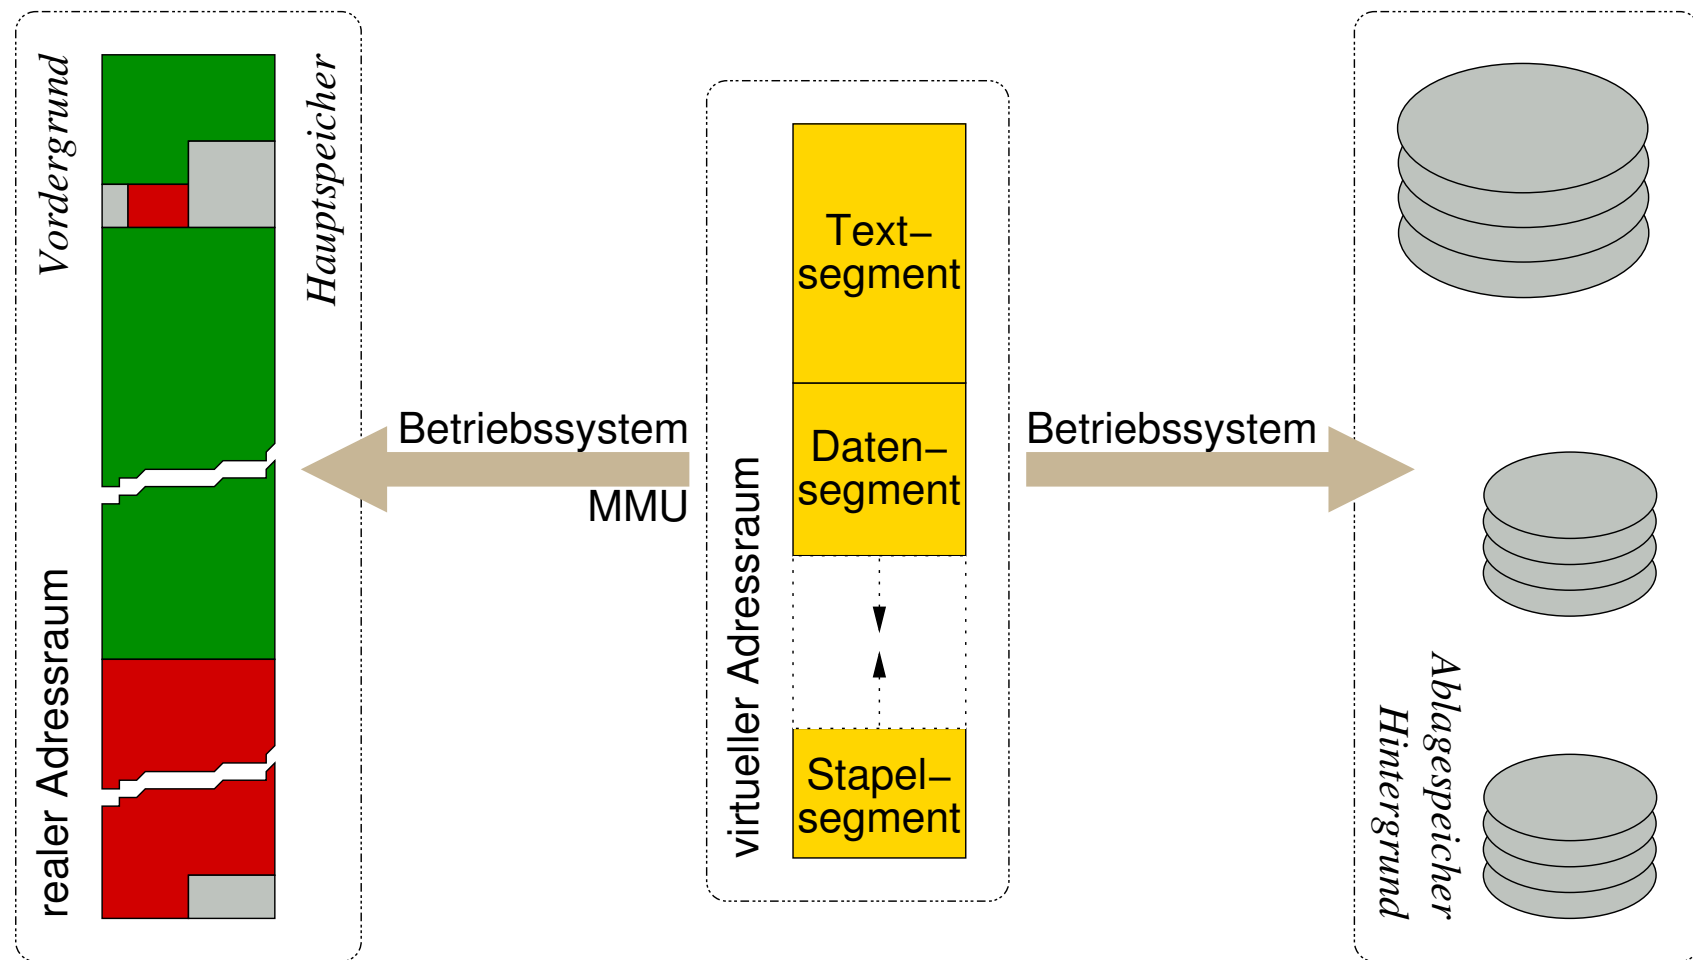 Vordergrund
Hauptspeicher
realer Adressraum
Betriebssystem
MMU
virtueller Adressraum
Text–
segment
Daten–
segment
Stapel–
segment
Betriebssystem
Ablagespeicher
Hintergrund